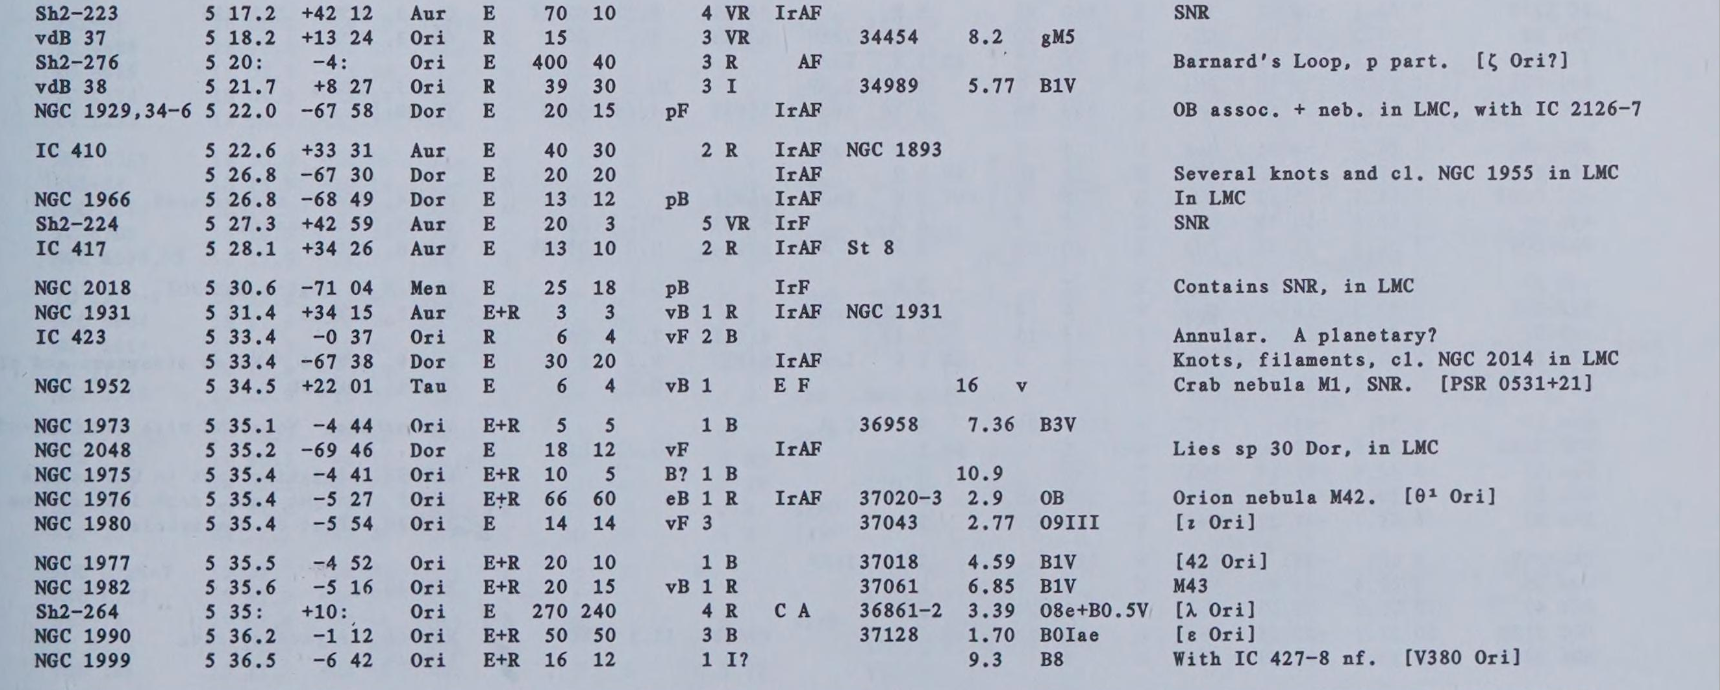 Sh2-223 5 17.2 +42 12 Aur E 70 10 4 VR IrAF SNR
vdB 37 5 18.2 +13 24 Ori R 15 3 VR 34454 8.2 gM5
Sh2-276 5 20: -4: Ori E 400 40 3 R AF Barnard's Loop, p part. [ζ Ori?]
vdB 38 5 21.7 +8 27 Ori R 39 30 3 I 34989 5.77 B1V
NGC 1929,34-6 5 22.0 -67 58 Dor E 20 15 pF IrAF OB assoc. + neb. in LMC, with IC 2126-7
IC 410 5 22.6 +33 31 Aur E 40 30 2 R IrAF NGC 1893
5 26.8 -67 30 Dor E 20 20 IrAF Several knots and cl. NGC 1955 in LMC
NGC 1966 5 26.8 -68 49 Dor E 13 12 pB IrAF In LMC
Sh2-224 5 27.3 +42 59 Aur E 20 3 5 VR IrF SNR
IC 417 5 28.1 +34 26 Aur E 13 10 2 R IrAF St 8
NGC 2018 5 30.6 -71 04 Men E 25 18 pB IrF Contains SNR, in LMC
NGC 1931 5 31.4 +34 15 Aur E+R 3 3 vB 1 R IrAF NGC 1931
IC 423 5 33.4 -0 37 Ori R 6 4 vF 2 B Annular. A planetary?
5 33.4 -67 38 Dor E 30 20 IrAF Knots, filaments, cl. NGC 2014 in LMC
NGC 1952 5 34.5 +22 01 Tau E 6 4 vB 1 E F 16 v Crab nebula M1, SNR. [PSR 0531+21]
NGC 1973 5 35.1 -4 44 Ori E+R 5 5 1 B 36958 7.36 B3V
NGC 2048 5 35.2 -69 46 Dor E 18 12 vF IrAF Lies sp 30 Dor, in LMC
NGC 1975 5 35.4 -4 41 Ori E+R 10 5 B? 1 B 10.9
NGC 1976 5 35.4 -5 27 Ori E+R 66 60 eB 1 R IrAF 37020-3 2.9 OB Orion nebula M42. [θ¹ Ori]
NGC 1980 5 35.4 -5 54 Ori E 14 14 vF 3 37043 2.77 O9III [ι Ori]
NGC 1977 5 35.5 -4 52 Ori E+R 20 10 1 B 37018 4.59 B1V [42 Ori]
NGC 1982 5 35.6 -5 16 Ori E+R 20 15 vB 1 R 37061 6.85 B1V M43
Sh2-264 5 35: +10: Ori E 270 240 4 R C A 36861-2 3.39 O8e+B0.5V [λ Ori]
NGC 1990 5 36.2 -1 12 Ori E+R 50 50 3 B 37128 1.70 B0Iae [ε Ori]
NGC 1999 5 36.5 -6 42 Ori E+R 16 12 1 I? 9.3 B8 With IC 427-8 nf. [V380 Ori]